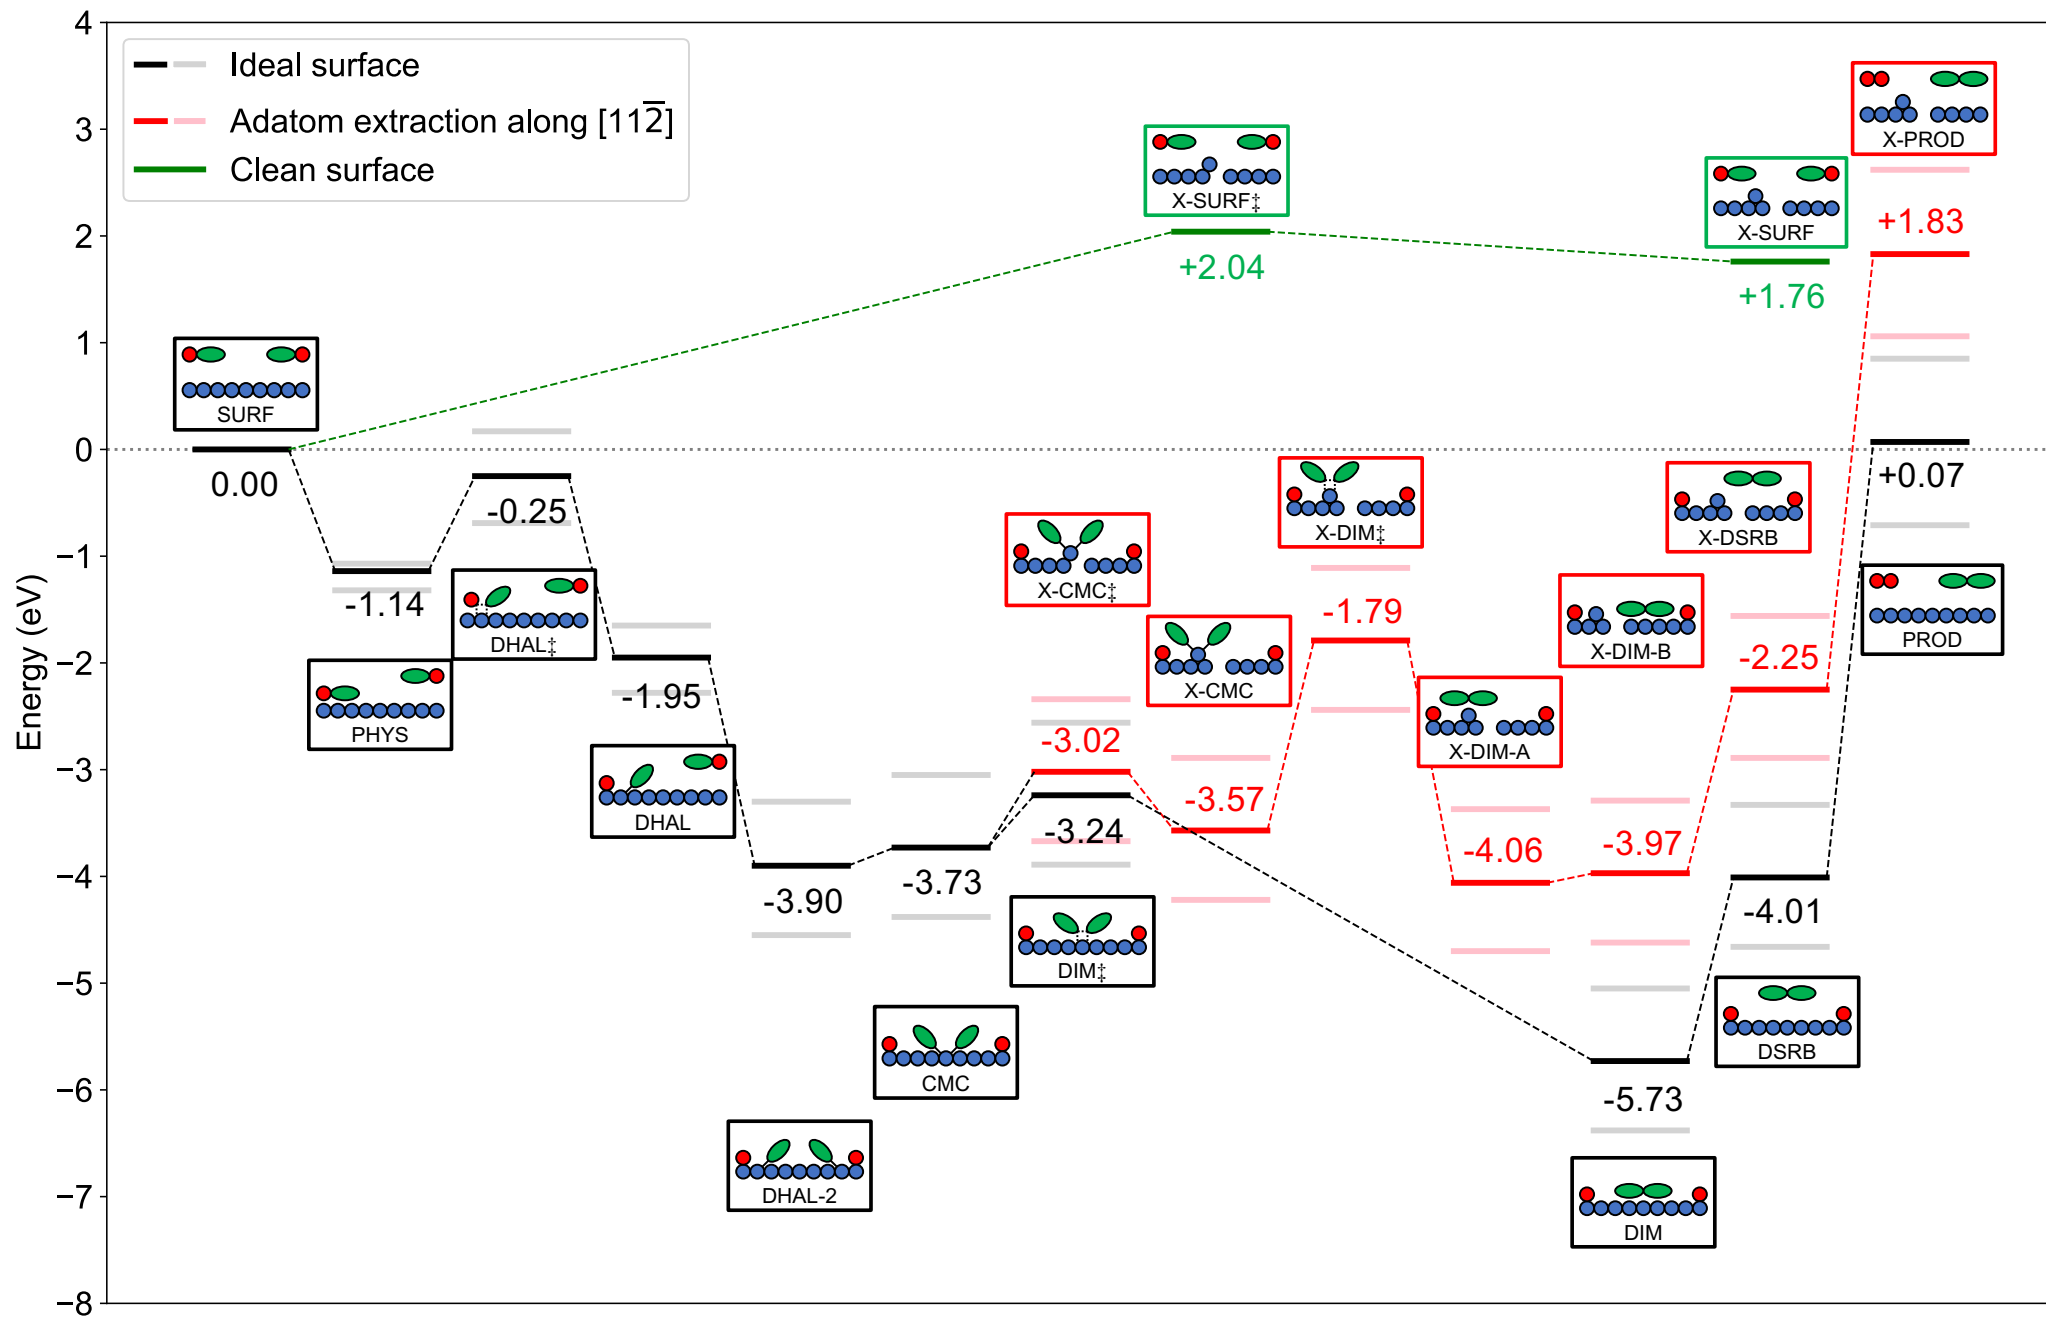 4
3
2
1
0
−1
−2
−3
−4
−5
−6
−7
−8
Energy (eV)
Ideal surface
Adatom extraction along [112̅]
Clean surface
SURF
0.00
PHYS
-1.14
DHAL‡
-0.25
DHAL
-1.95
DHAL-2
-3.90
CMC
-3.73
X-CMC‡
-3.02
DIM‡
-3.24
X-SURF‡
+2.04
X-CMC
-3.57
X-DIM‡
-1.79
X-DIM-A
-4.06
X-DIM-B
-3.97
DIM
-5.73
X-SURF
+1.76
X-DSRB
-2.25
DSRB
-4.01
X-PROD
+1.83
PROD
+0.07